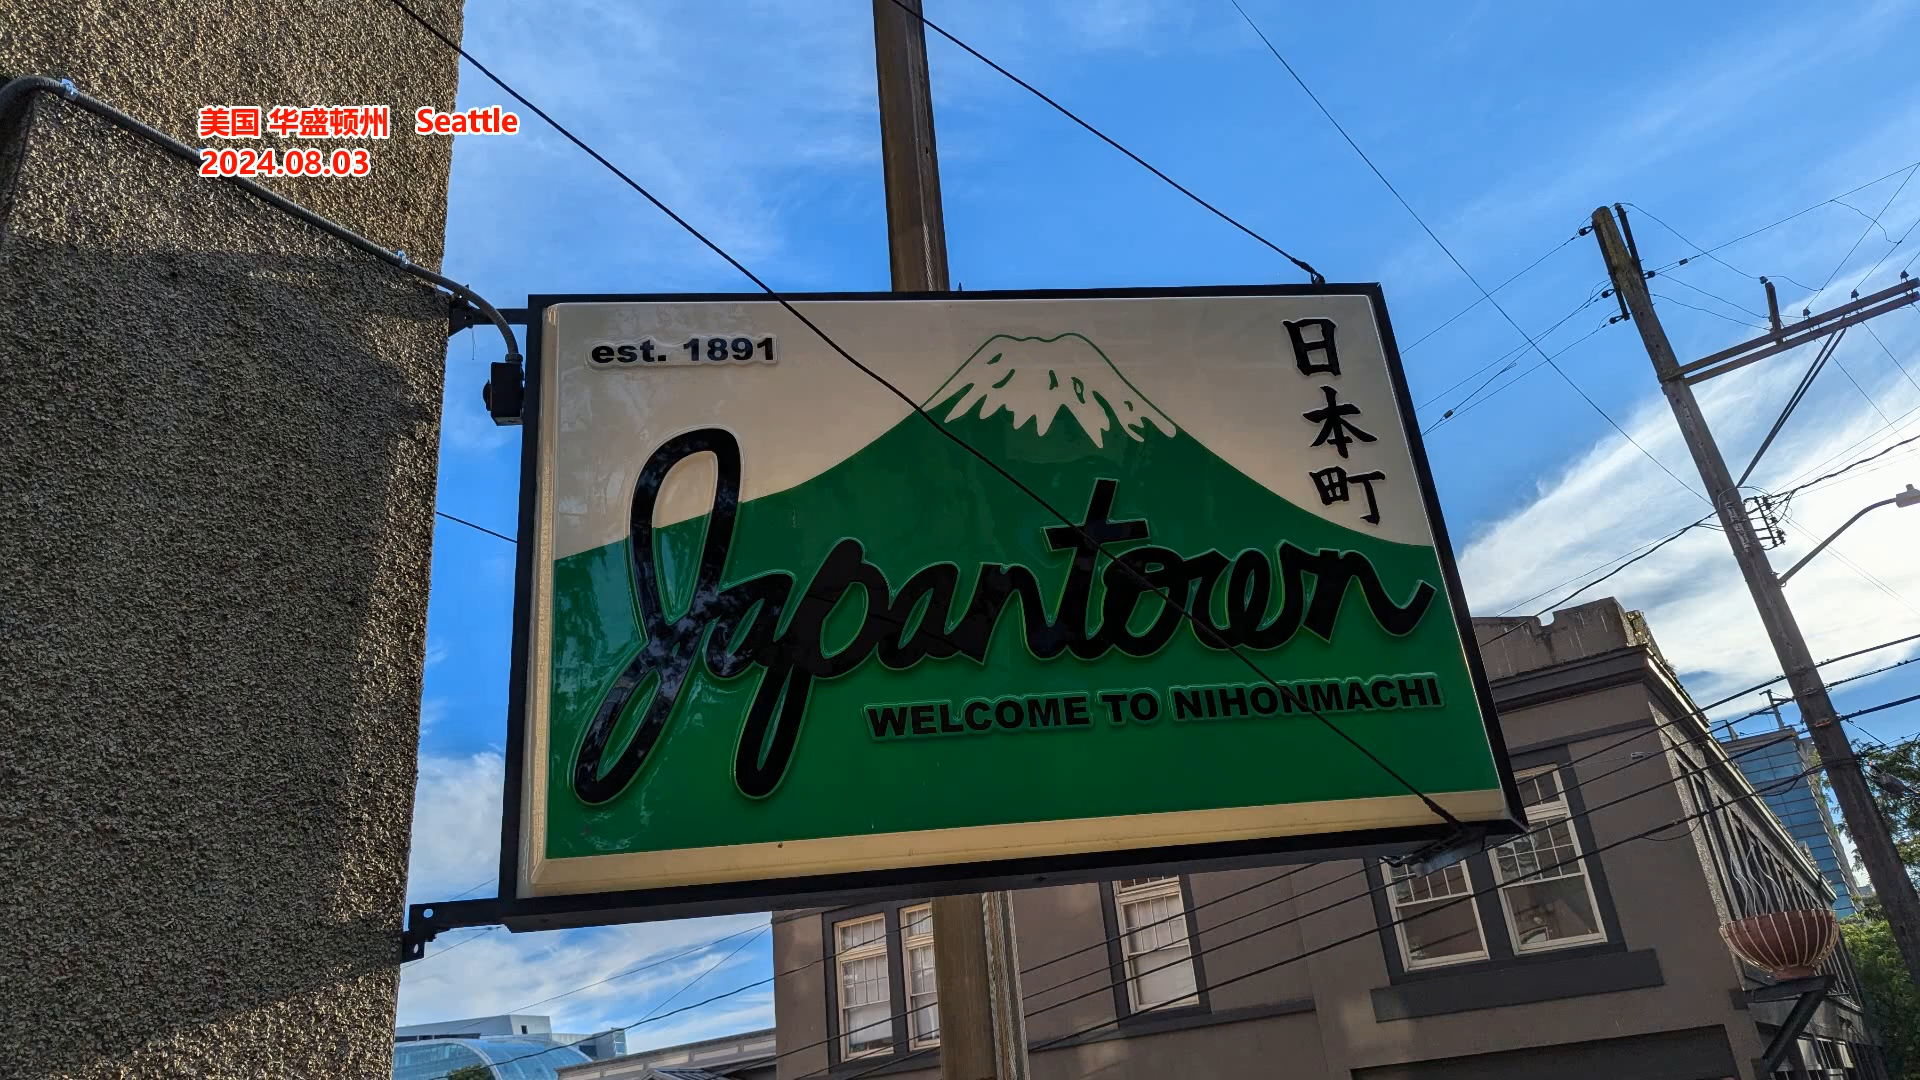 美国 华盛顿州 Seattle
2024.08.03
est. 1891
日本町
Japantown
WELCOME TO NIHONMACHI